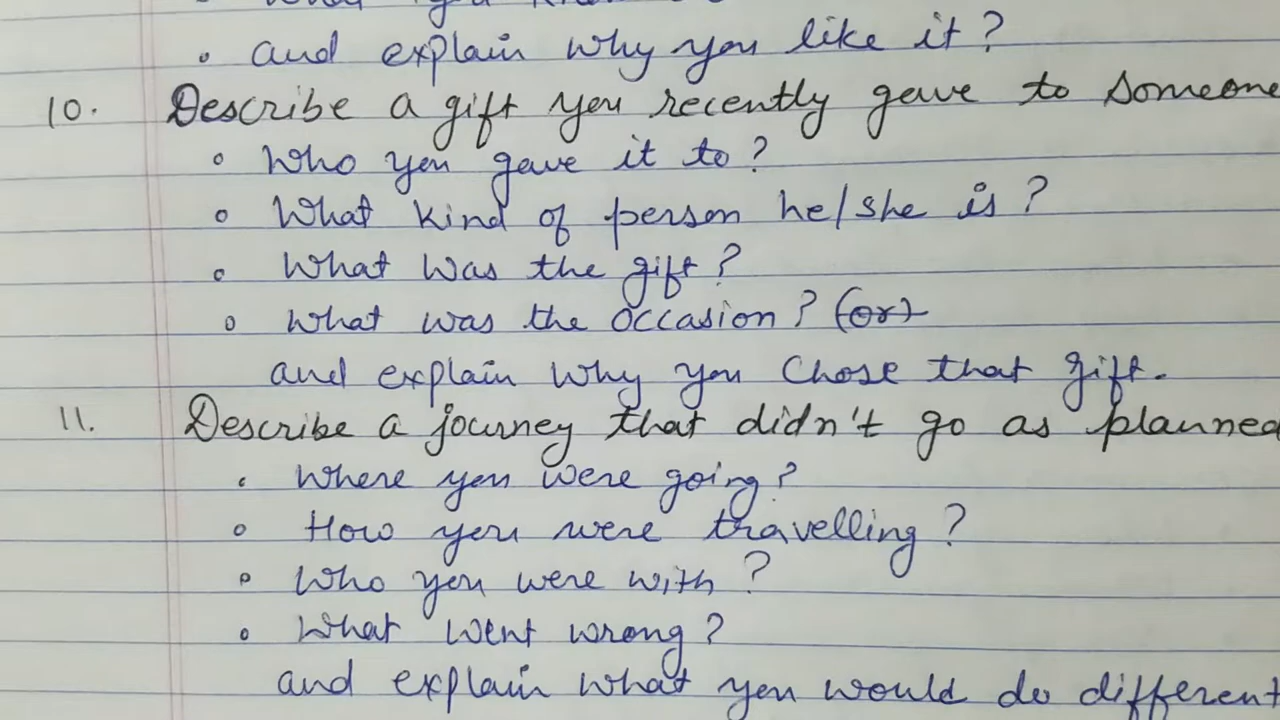 • and explain why you like it?
10. Describe a gift you recently gave to someone
• Who you gave it to?
• What kind of person he/she is?
• What was the gift?
• What was the occasion? (or)
and explain why you chose that gift.
11. Describe a journey that didn't go as planned
• Where you were going?
• How you were travelling?
• Who you were with?
• What went wrong?
and explain what you would do different